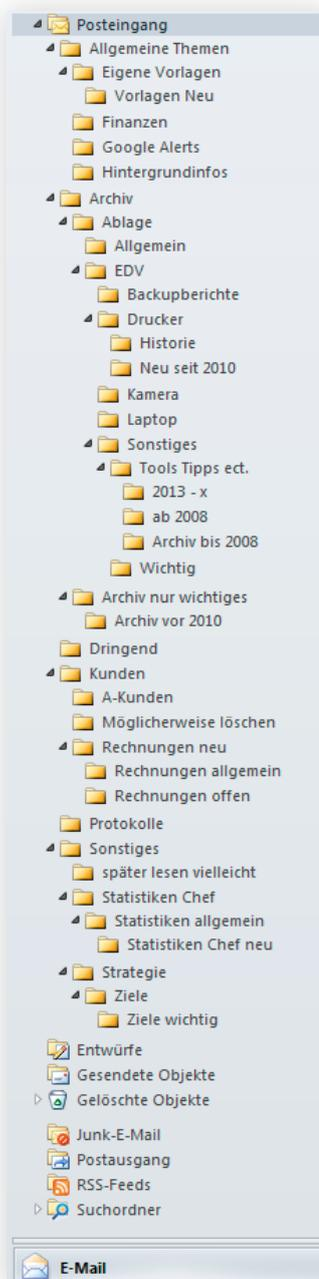 Posteingang
Allgemeine Themen
Eigene Vorlagen
Vorlagen Neu
Finanzen
Google Alerts
Hintergrundinfos
Archiv
Ablage
Allgemein
EDV
Backupberichte
Drucker
Historie
Neu seit 2010
Kamera
Laptop
Sonstiges
Tools Tipps ect.
2013 - x
ab 2008
Archiv bis 2008
Wichtig
Archiv nur wichtiges
Archiv vor 2010
Dringend
Kunden
A-Kunden
Möglicherweise löschen
Rechnungen neu
Rechnungen allgemein
Rechnungen offen
Protokolle
Sonstiges
später lesen vielleicht
Statistiken Chef
Statistiken allgemein
Statistiken Chef neu
Strategie
Ziele
Ziele wichtig
Entwürfe
Gesendete Objekte
Gelöschte Objekte
Junk-E-Mail
Postausgang
RSS-Feeds
Suchordner
E-Mail